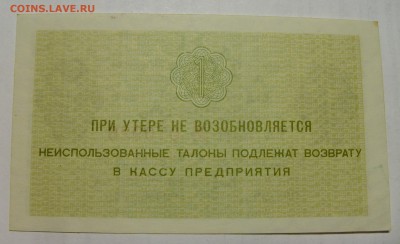 COINS.LAVE.RU
1
ПРИ УТЕРЕ НЕ ВОЗОБНОВЛЯЕТСЯ
НЕИСПОЛЬЗОВАННЫЕ ТАЛОНЫ ПОДЛЕЖАТ ВОЗВРАТУ
В КАССУ ПРЕДПРИЯТИЯ